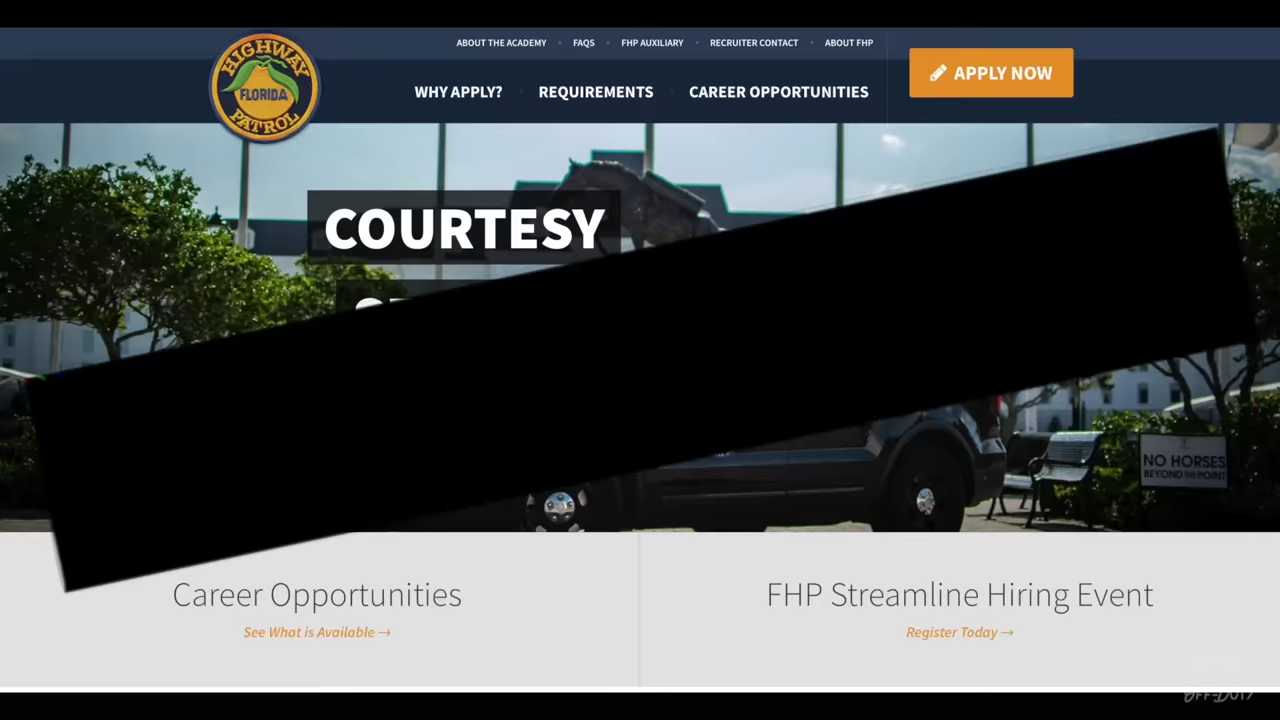 ABOUT THE ACADEMY • FAQS • FHP AUXILIARY • RECRUITER CONTACT • ABOUT FHP
HIGHWAY
FLORIDA
PATROL
WHY APPLY? • REQUIREMENTS • CAREER OPPORTUNITIES
APPLY NOW
COURTESY
NO HORSES
BEYOND THIS POINT
Career Opportunities
FHP Streamline Hiring Event
See What is Available →
Register Today →
OFF-DUTY